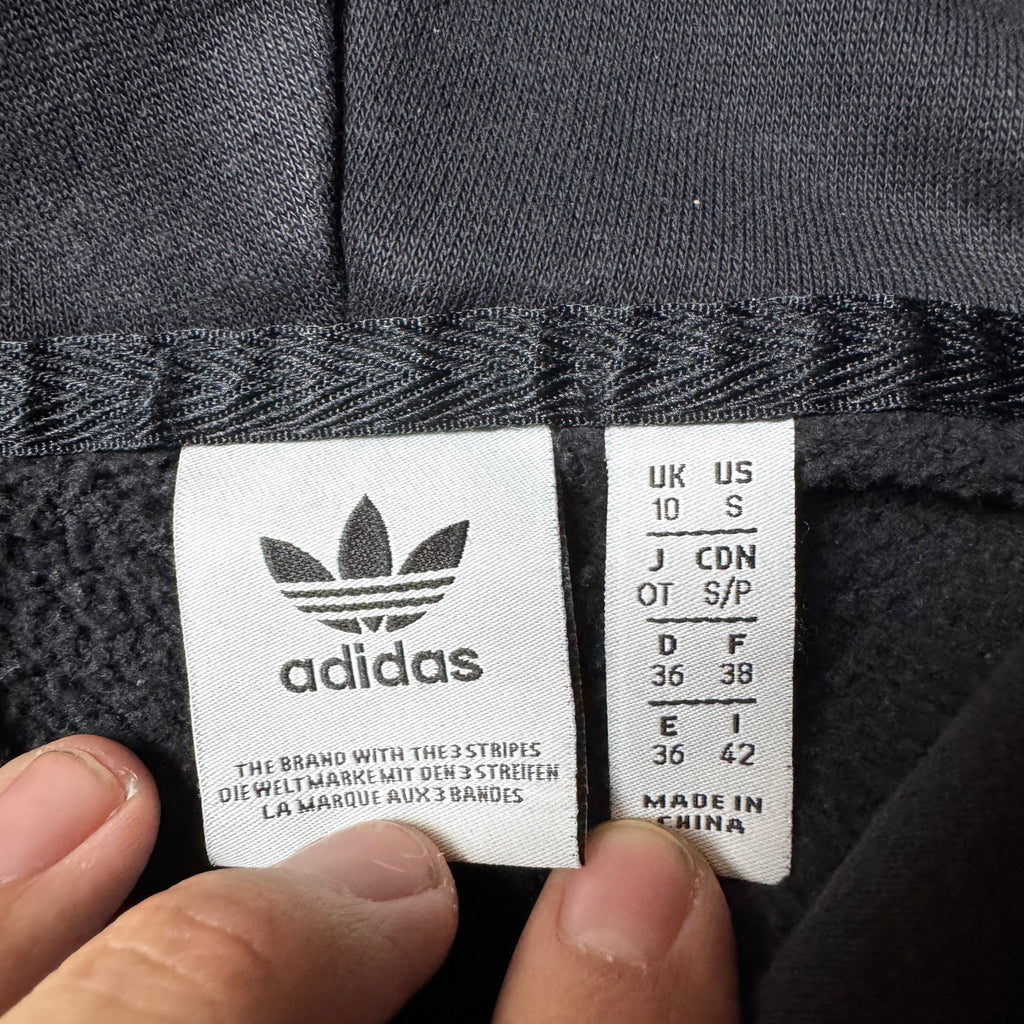 adidas
THE BRAND WITH THE 3 STRIPES
DIE WELTMARKE MIT DEN 3 STREIFEN
LA MARQUE AUX 3 BANDES
UK US
10 S
J CDN
OT S/P
D F
36 38
E I
36 42
MADE IN
CHINA